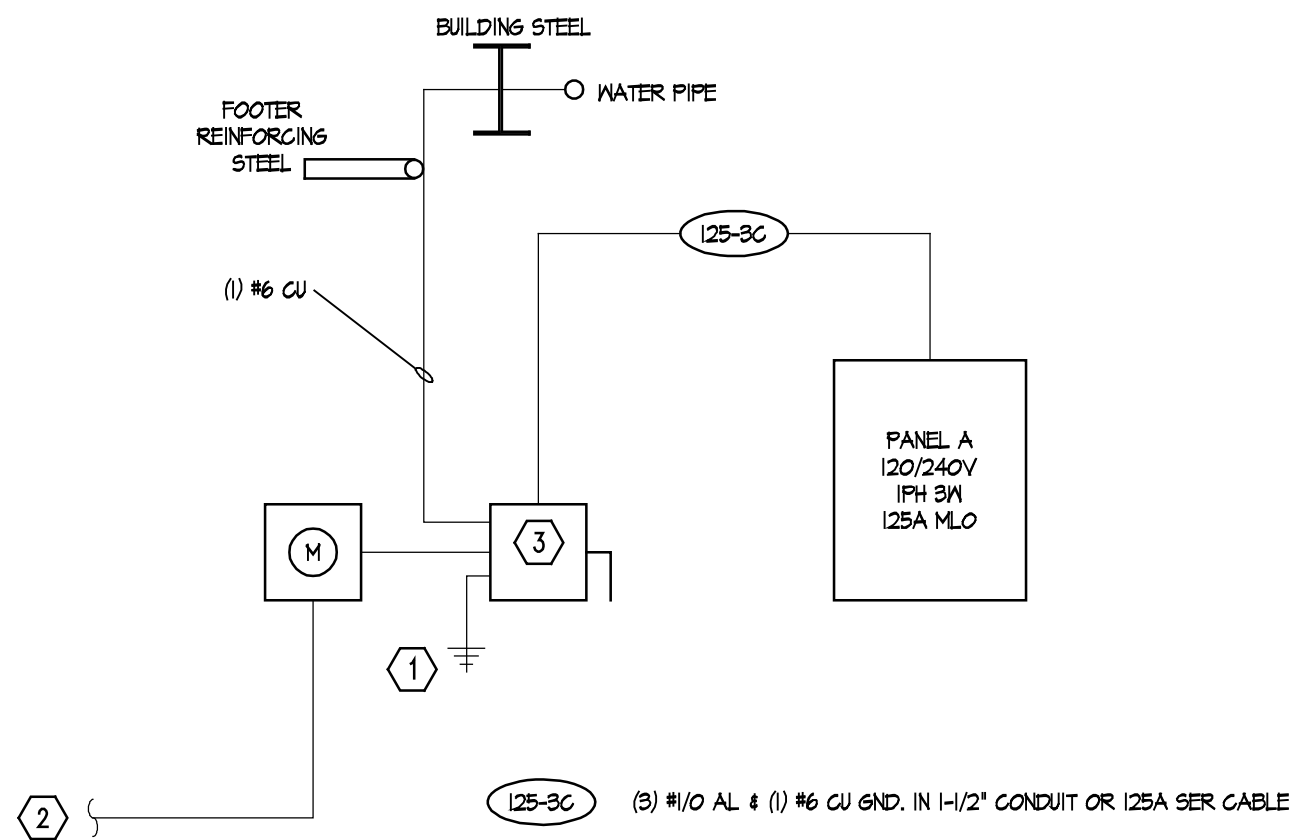 BUILDING STEEL
WATER PIPE
FOOTER
REINFORCING
STEEL
125-3C
(1) #6 CU
PANEL A
120/240V
1PH 3W
125A MLO
M
3
1
2
125-3C
(3) #1/0 AL & (1) #6 CU GND. IN 1-1/2" CONDUIT OR 125A SER CABLE